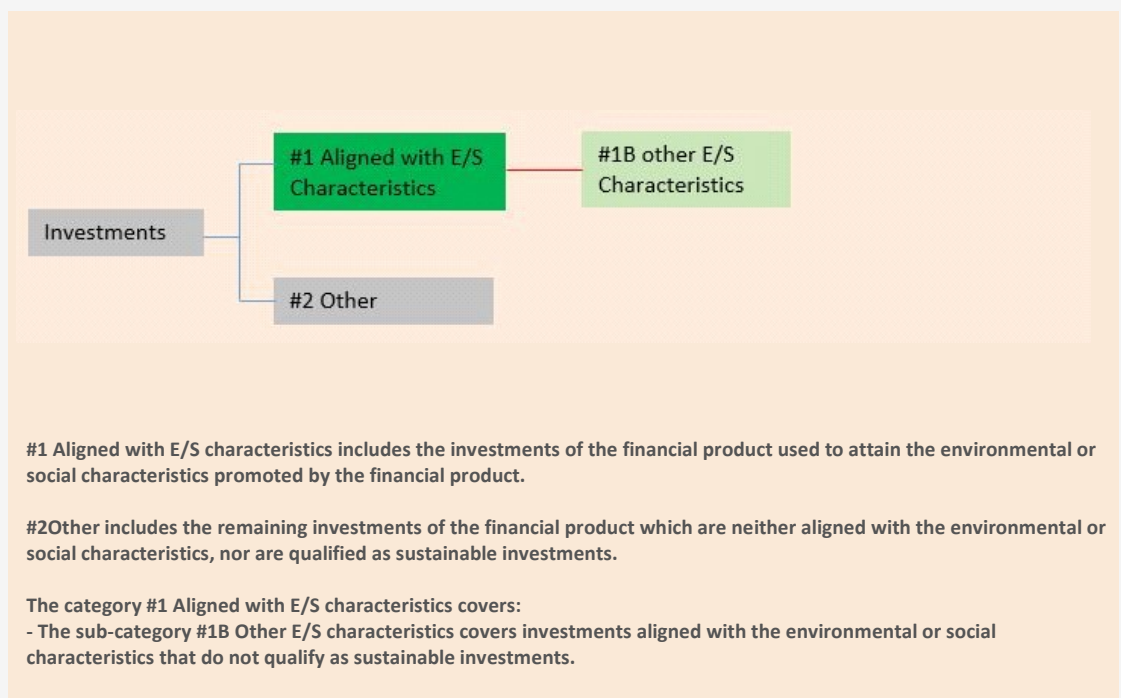 #1 Aligned with E/S
Characteristics
#1B other E/S
Characteristics
Investments
#2 Other
#1 Aligned with E/S characteristics includes the investments of the financial product used to attain the environmental or
social characteristics promoted by the financial product.
#2Other includes the remaining investments of the financial product which are neither aligned with the environmental or
social characteristics, nor are qualified as sustainable investments.
The category #1 Aligned with E/S characteristics covers:
- The sub-category #1B Other E/S characteristics covers investments aligned with the environmental or social
characteristics that do not qualify as sustainable investments.